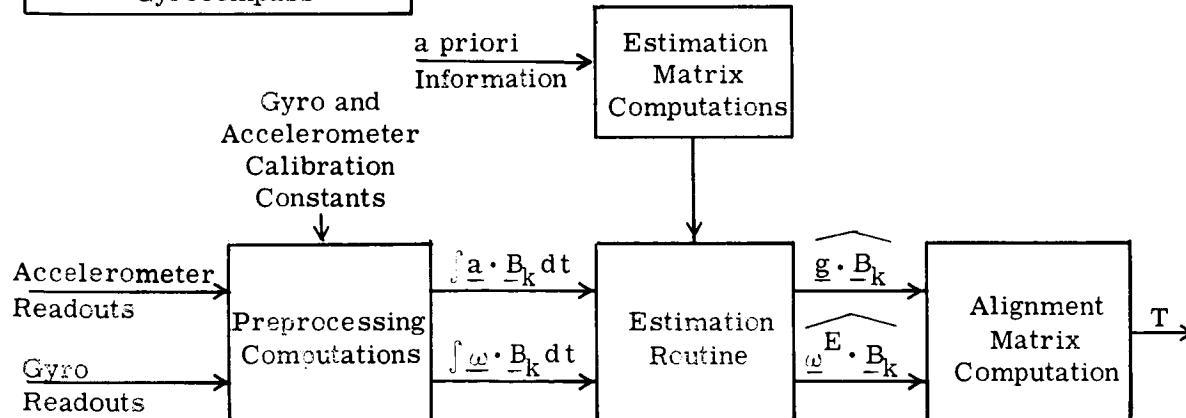 Gyrocompass
a priori
Information
Estimation
Matrix
Computations
Gyro and
Accelerometer
Calibration
Constants
Accelerometer
Readouts
Gyro
Readouts
Preprocessing
Computations
∫a · B_k dt
∫ω · B_k dt
Estimation
Routine
g · B_k
ω^E · B_k
Alignment
Matrix
Computation
T